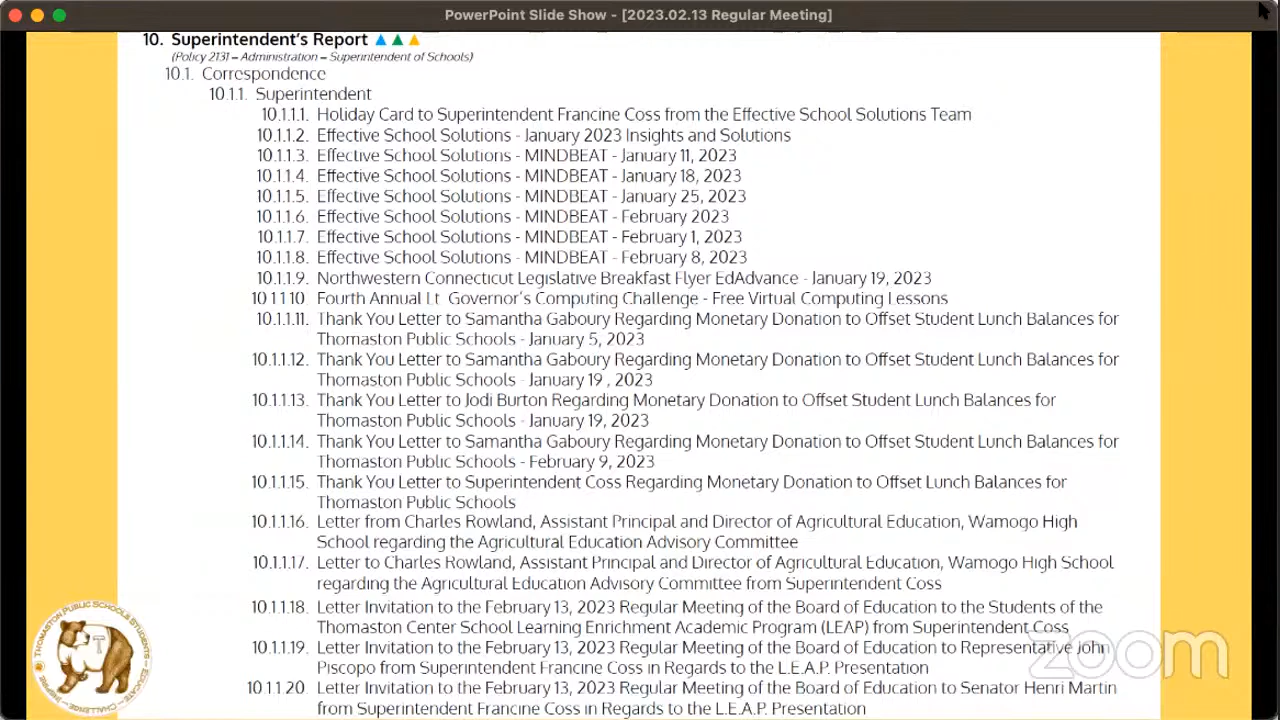 PowerPoint Slide Show - [2023.02.13 Regular Meeting]
10. Superintendent's Report
(Policy 2131 – Administration – Superintendent of Schools)
10.1. Correspondence
10.1.1. Superintendent
10.1.1.1. Holiday Card to Superintendent Francine Coss from the Effective School Solutions Team
10.1.1.2. Effective School Solutions - January 2023 Insights and Solutions
10.1.1.3. Effective School Solutions - MINDBEAT - January 11, 2023
10.1.1.4. Effective School Solutions - MINDBEAT - January 18, 2023
10.1.1.5. Effective School Solutions - MINDBEAT - January 25, 2023
10.1.1.6. Effective School Solutions - MINDBEAT - February 2023
10.1.1.7. Effective School Solutions - MINDBEAT - February 1, 2023
10.1.1.8. Effective School Solutions - MINDBEAT - February 8, 2023
10.1.1.9. Northwestern Connecticut Legislative Breakfast Flyer EdAdvance - January 19, 2023
10.1.1.10. Fourth Annual Lt. Governor's Computing Challenge - Free Virtual Computing Lessons
10.1.1.11. Thank You Letter to Samantha Gaboury Regarding Monetary Donation to Offset Student Lunch Balances for
Thomaston Public Schools - January 5, 2023
10.1.1.12. Thank You Letter to Samantha Gaboury Regarding Monetary Donation to Offset Student Lunch Balances for
Thomaston Public Schools - January 19 , 2023
10.1.1.13. Thank You Letter to Jodi Burton Regarding Monetary Donation to Offset Student Lunch Balances for
Thomaston Public Schools - January 19, 2023
10.1.1.14. Thank You Letter to Samantha Gaboury Regarding Monetary Donation to Offset Student Lunch Balances for
Thomaston Public Schools - February 9, 2023
10.1.1.15. Thank You Letter to Superintendent Coss Regarding Monetary Donation to Offset Lunch Balances for
Thomaston Public Schools
10.1.1.16. Letter from Charles Rowland, Assistant Principal and Director of Agricultural Education, Wamogo High
School regarding the Agricultural Education Advisory Committee
10.1.1.17. Letter to Charles Rowland, Assistant Principal and Director of Agricultural Education, Wamogo High School
regarding the Agricultural Education Advisory Committee from Superintendent Coss
10.1.1.18. Letter Invitation to the February 13, 2023 Regular Meeting of the Board of Education to the Students of the
Thomaston Center School Learning Enrichment Academic Program (LEAP) from Superintendent Coss
10.1.1.19. Letter Invitation to the February 13, 2023 Regular Meeting of the Board of Education to Representative John
Piscopo from Superintendent Francine Coss in Regards to the L.E.A.P. Presentation
10.1.1.20. Letter Invitation to the February 13, 2023 Regular Meeting of the Board of Education to Senator Henri Martin
from Superintendent Francine Coss in Regards to the L.E.A.P. Presentation
THOMASTON PUBLIC SCHOOLS STUDENTS
T
zoom